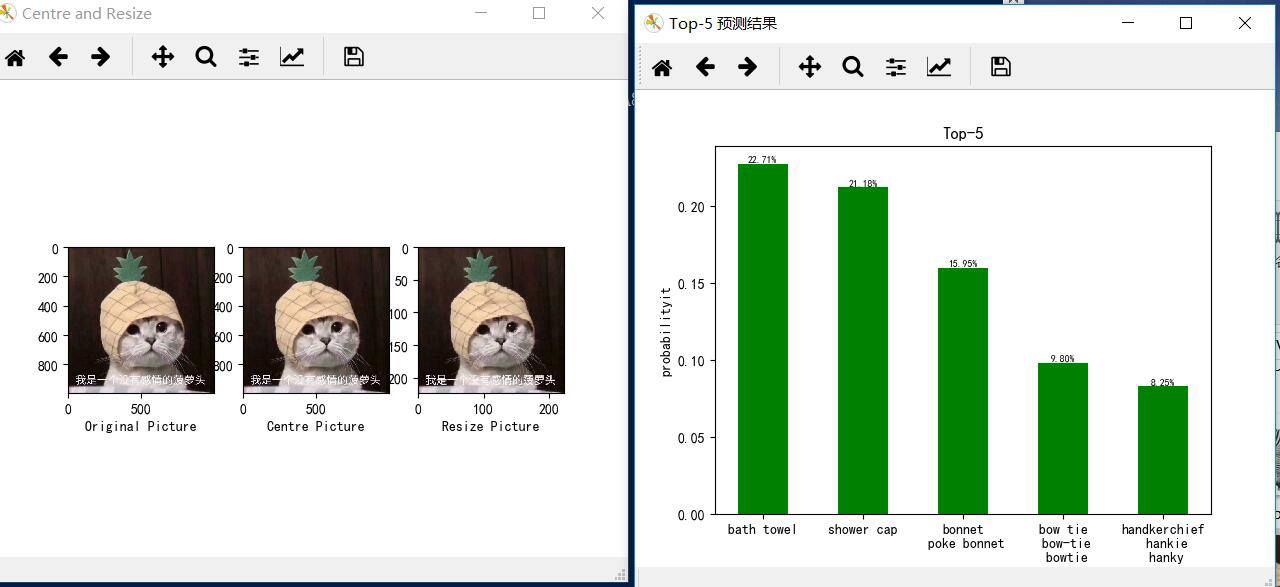 Centre and Resize
0
200
400
600
800
0
500
Original Picture
我是一个没有感情的菠萝头
0
200
400
600
800
0
500
Centre Picture
我是一个没有感情的菠萝头
0
50
100
150
200
0
100
200
Resize Picture
我是一个没有感情的菠萝头
Top-5 预测结果
Top-5
22.71%
21.18%
15.95%
9.80%
8.25%
probabilityit
0.20
0.15
0.10
0.05
0.00
bath towel
shower cap
bonnet
poke bonnet
bow tie
bow-tie
bowtie
handkerchief
hankie
hanky